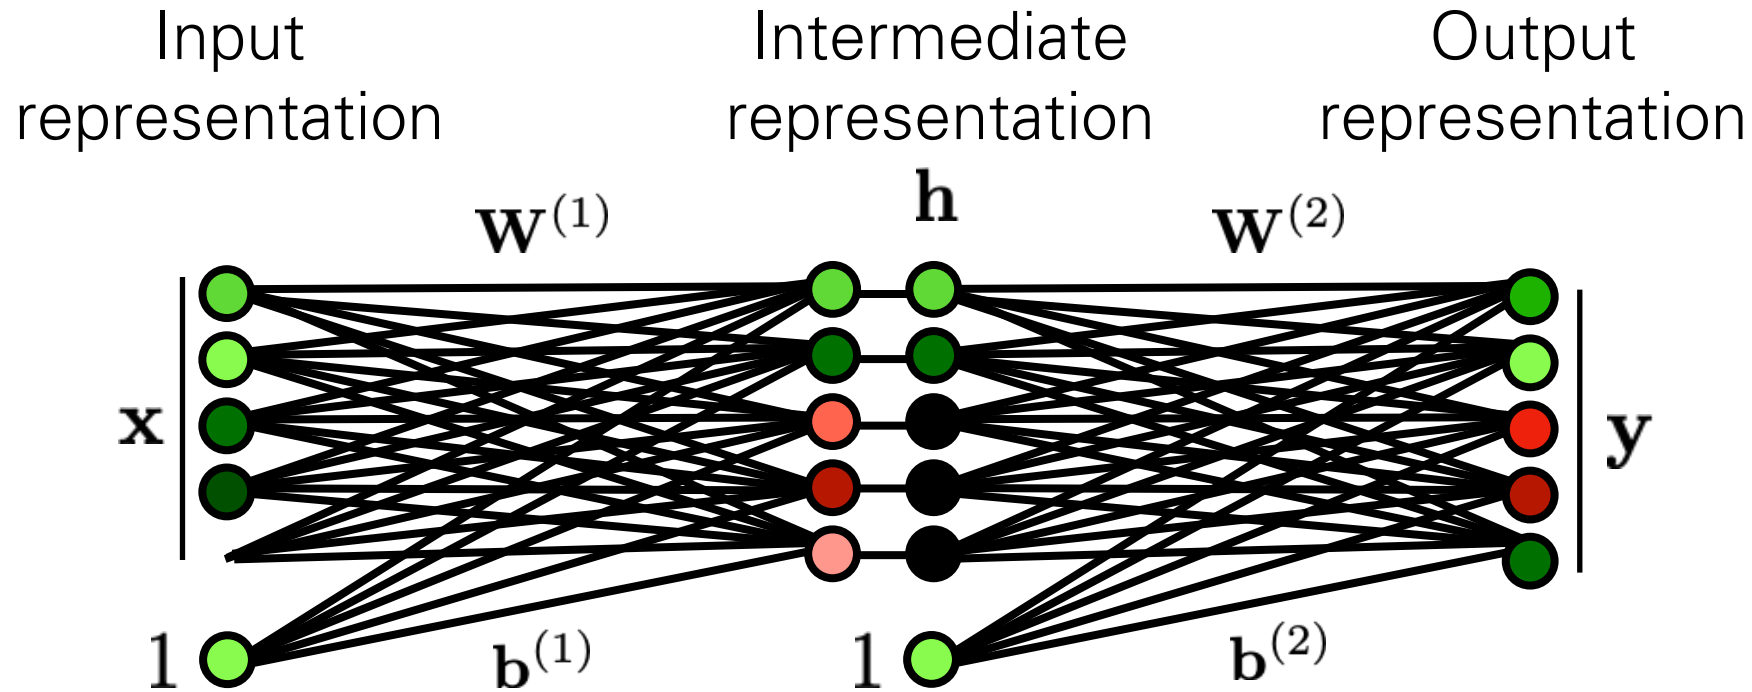 Input
representation
Intermediate
representation
Output
representation
h
W^(1)
W^(2)
x
y
1
b^(1)
1
b^(2)